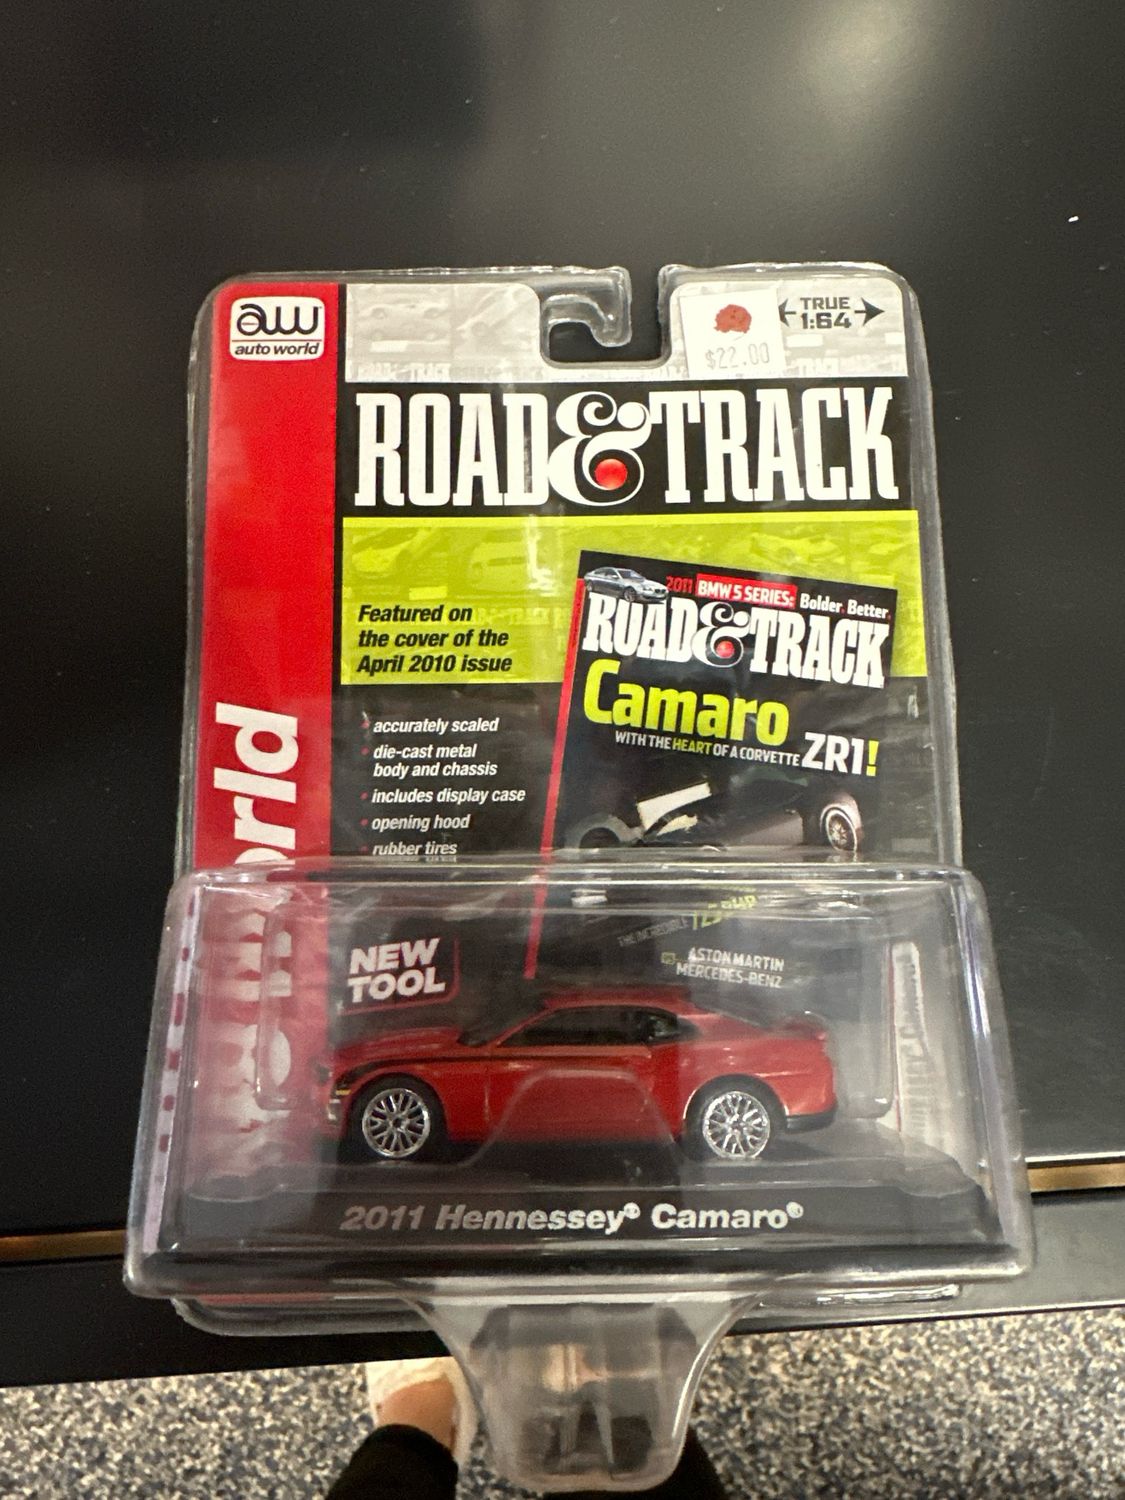 aw
auto world
TRUE
1:64
$22.00
ROAD&TRACK
Featured on
the cover of the
April 2010 issue
2011 BMW 5 SERIES: Bolder. Better.
ROAD&TRACK
Camaro
WITH THE HEART OF A CORVETTE ZR1!
accurately scaled
die-cast metal
body and chassis
includes display case
opening hood
rubber tires
THE INCREDIBLE
ASTON MARTIN
MERCEDES-BENZ
NEW
TOOL
2011 Hennessey® Camaro®